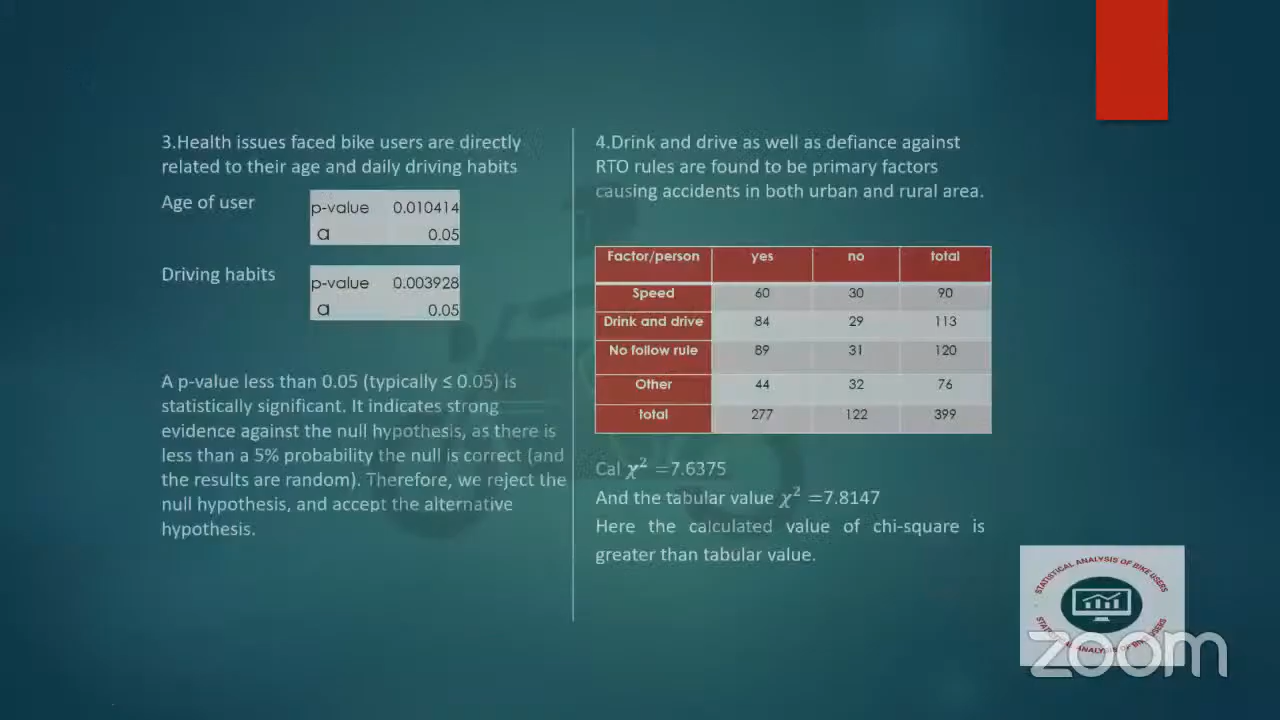 3.Health issues faced bike users are directly
related to their age and daily driving habits
Age of user
p-value 0.010414
α 0.05
Driving habits
p-value 0.003928
α 0.05
A p-value less than 0.05 (typically ≤ 0.05) is
statistically significant. It indicates strong
evidence against the null hypothesis, as there is
less than a 5% probability the null is correct (and
the results are random). Therefore, we reject the
null hypothesis, and accept the alternative
hypothesis.
4.Drink and drive as well as defiance against
RTO rules are found to be primary factors
causing accidents in both urban and rural area.
Factor/person yes no total
Speed 60 30 90
Drink and drive 84 29 113
No follow rule 89 31 120
Other 44 32 76
total 277 122 399
Cal χ² =7.6375
And the tabular value χ² =7.8147
Here the calculated value of chi-square is
greater than tabular value.
STATISTICAL ANALYSIS OF BIKE USERS
STATISTICAL ANALYSIS OF BIKE USERS
zoom